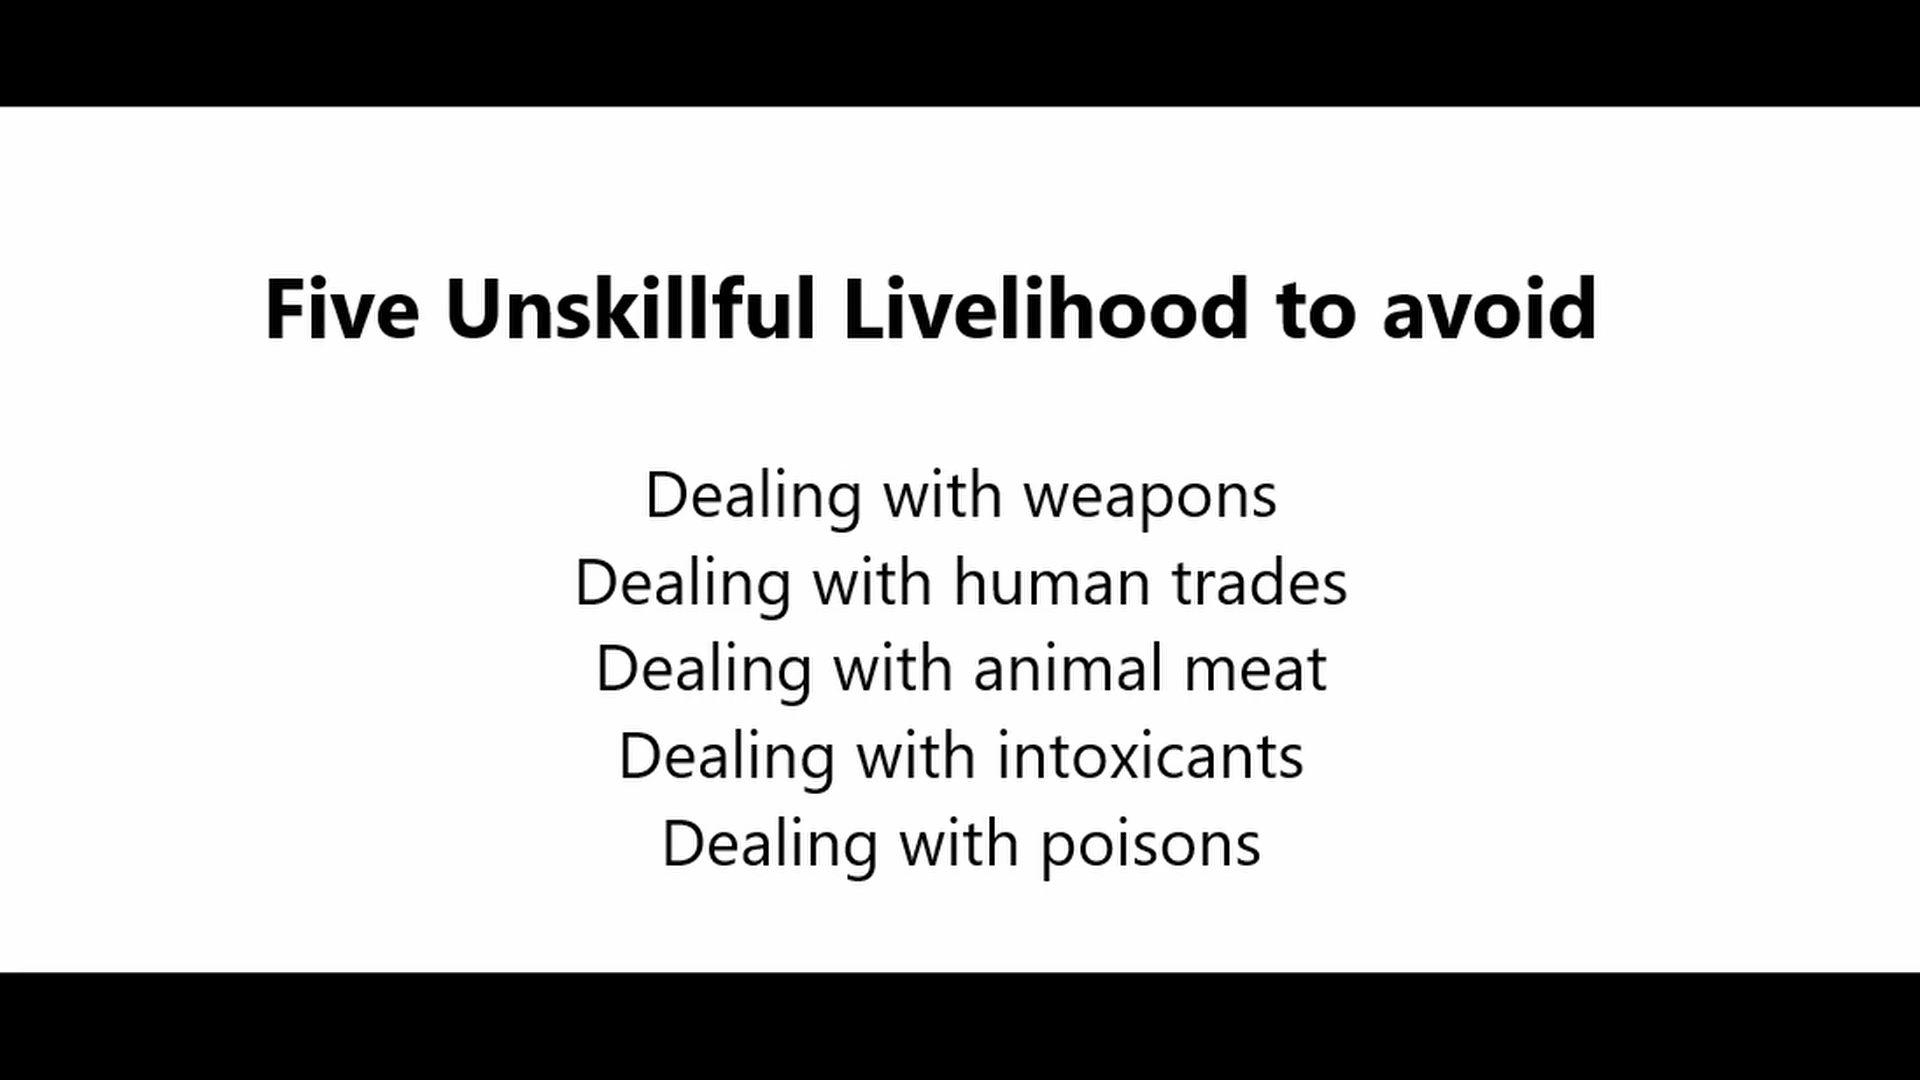 Five Unskillful Livelihood to avoid
Dealing with weapons
Dealing with human trades
Dealing with animal meat
Dealing with intoxicants
Dealing with poisons